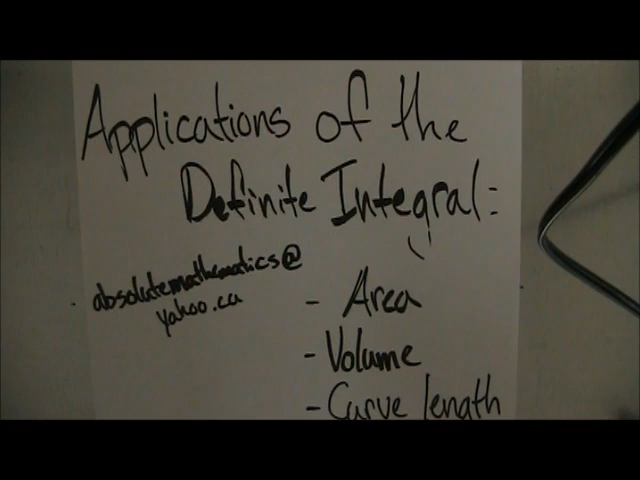 Applications of the
Definite Integral:
absolutemathematics@
yahoo.ca
- Area
- Volume
- Curve length